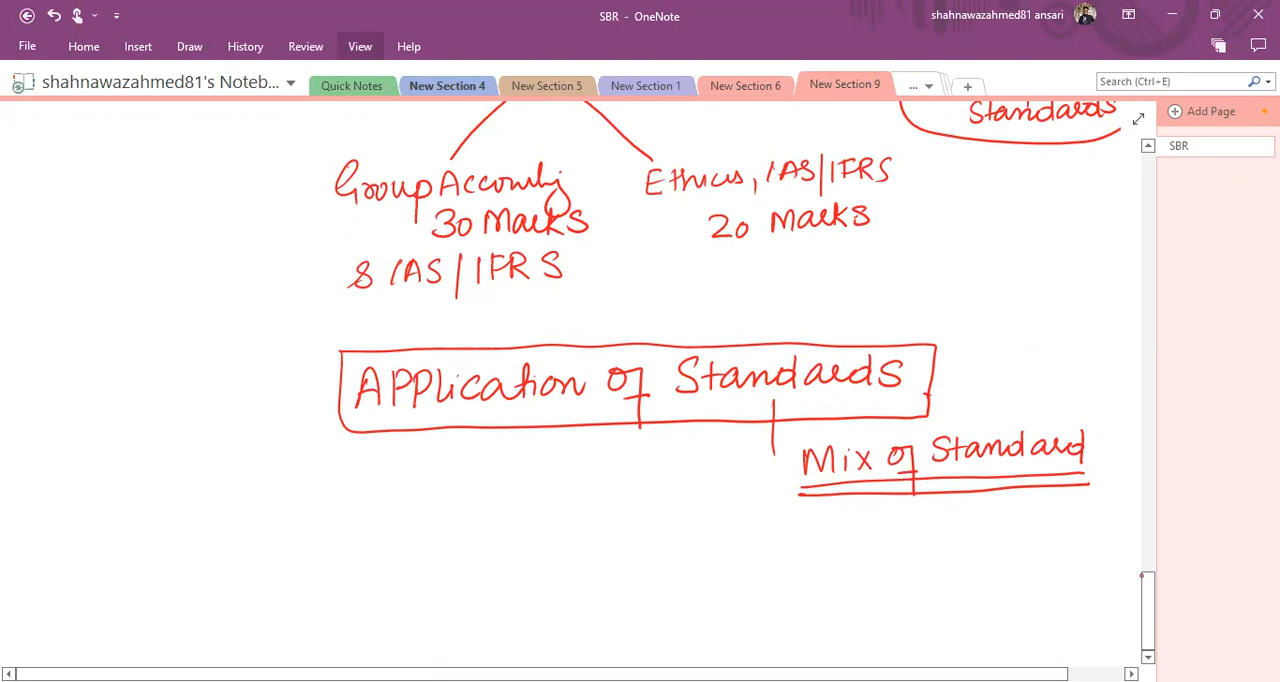 SBR - OneNote
shahnawazahmed81 ansari
File Home Insert Draw History Review View Help
shahnawazahmed81's Noteb...
Quick Notes New Section 4 New Section 5 New Section 1 New Section 6 New Section 9 ...
Search (Ctrl+E)
Add Page
SBR
Standards
Group Accounting
30 Marks
& IAS/IFRS
Ethics, IAS/IFRS
20 Marks
Application of Standards
Mix of Standard